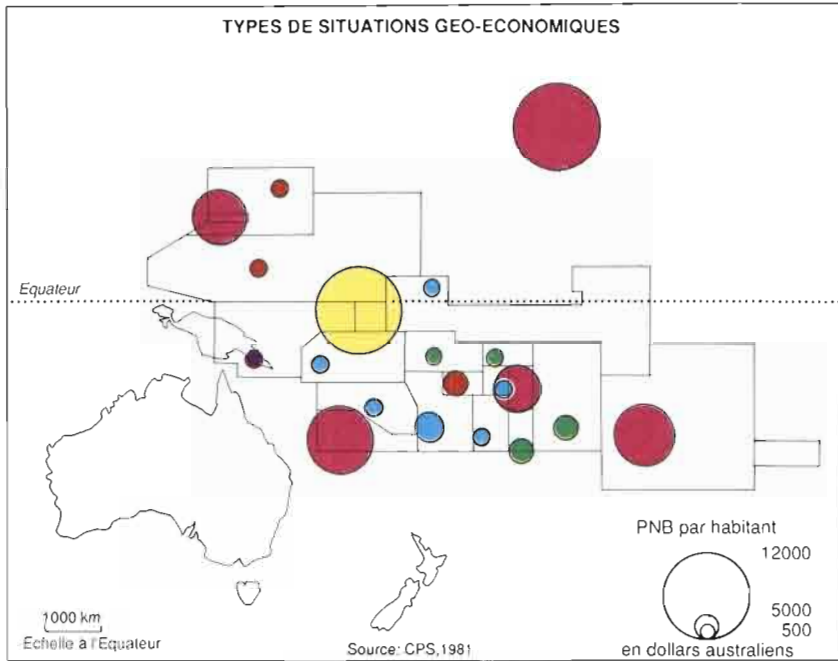 TYPES DE SITUATIONS GEO-ECONOMIQUES
Equateur
PNB par habitant
12000
5000
500
en dollars australiens
1000 km
Echelle à l'Equateur
Source: CPS,1981